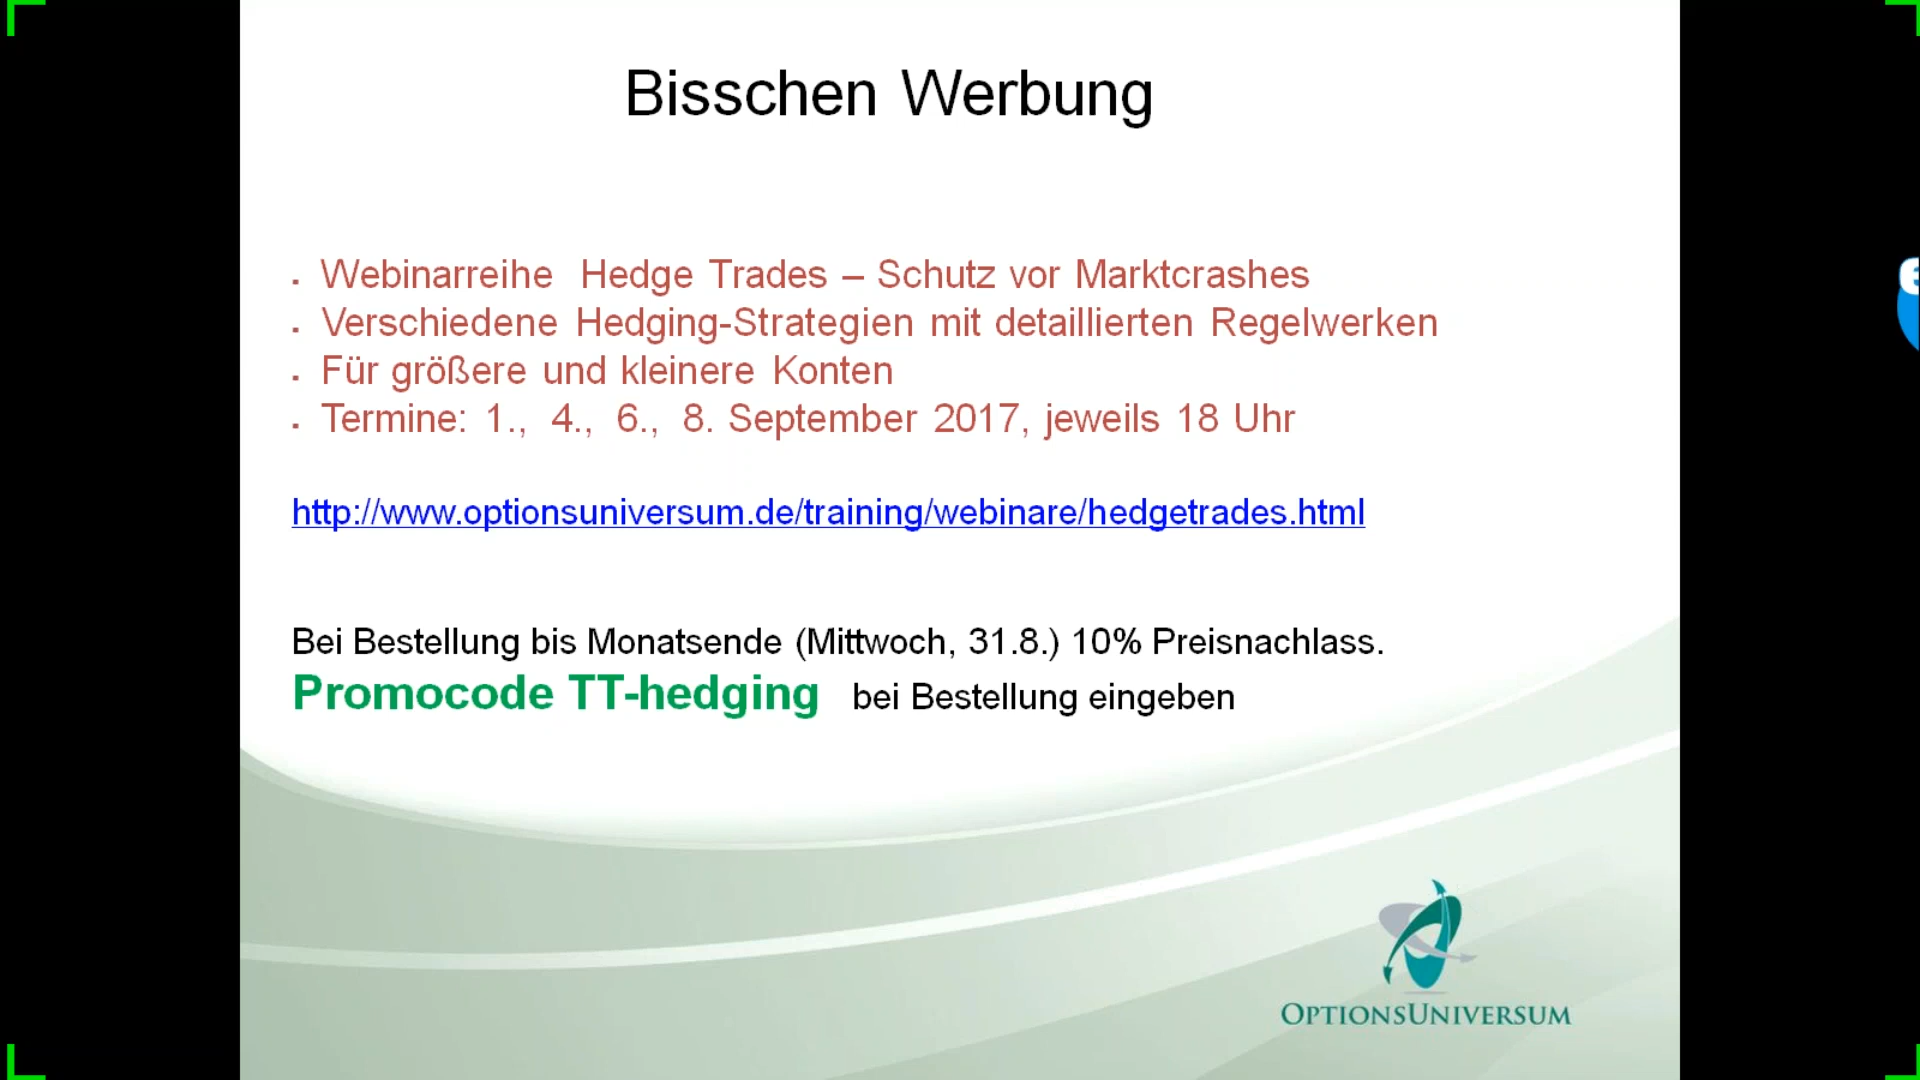 Bisschen Werbung
▪ Webinarreihe Hedge Trades – Schutz vor Marktcrashes
▪ Verschiedene Hedging-Strategien mit detaillierten Regelwerken
▪ Für größere und kleinere Konten
▪ Termine: 1., 4., 6., 8. September 2017, jeweils 18 Uhr
http://www.optionsuniversum.de/training/webinare/hedgetrades.html
Bei Bestellung bis Monatsende (Mittwoch, 31.8.) 10% Preisnachlass.
Promocode TT-hedging bei Bestellung eingeben
OPTIONSUNIVERSUM